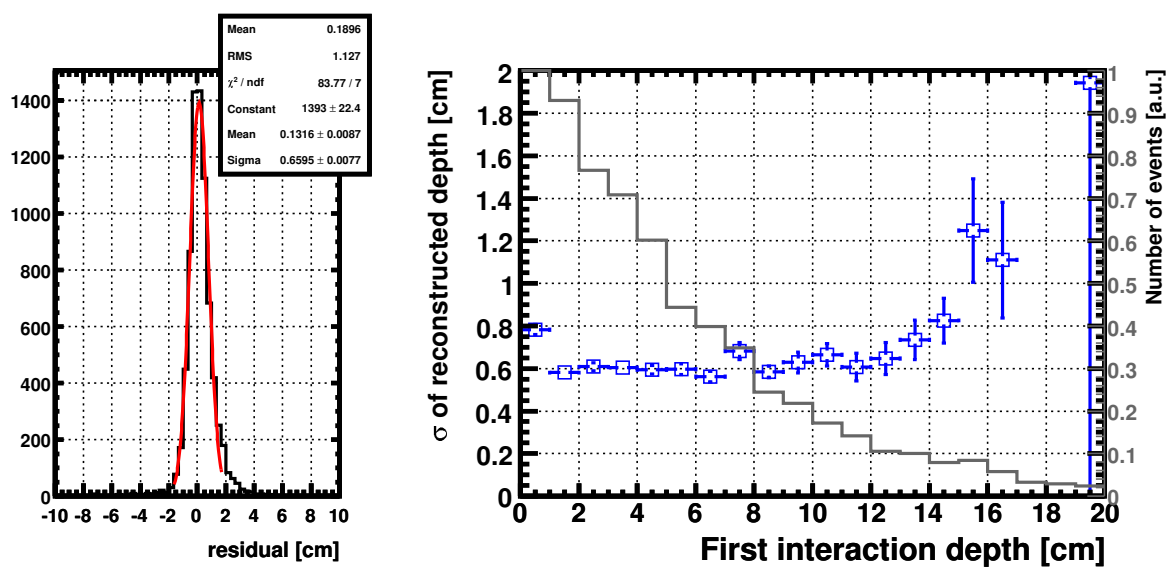 Mean 0.1896
RMS 1.127
χ² / ndf 83.77 / 7
Constant 1393 ± 22.4
Mean 0.1316 ± 0.0087
Sigma 0.6595 ± 0.0077
1400
1200
1000
800
600
400
200
0
-10 -8 -6 -4 -2 0 2 4 6 8 10
residual [cm]
σ of reconstructed depth [cm]
2
1.8
1.6
1.4
1.2
1
0.8
0.6
0.4
0.2
0
0 2 4 6 8 10 12 14 16 18 20
First interaction depth [cm]
1
0.9
0.8
0.7
0.6
0.5
0.4
0.3
0.2
0.1
0
Number of events [a.u.]